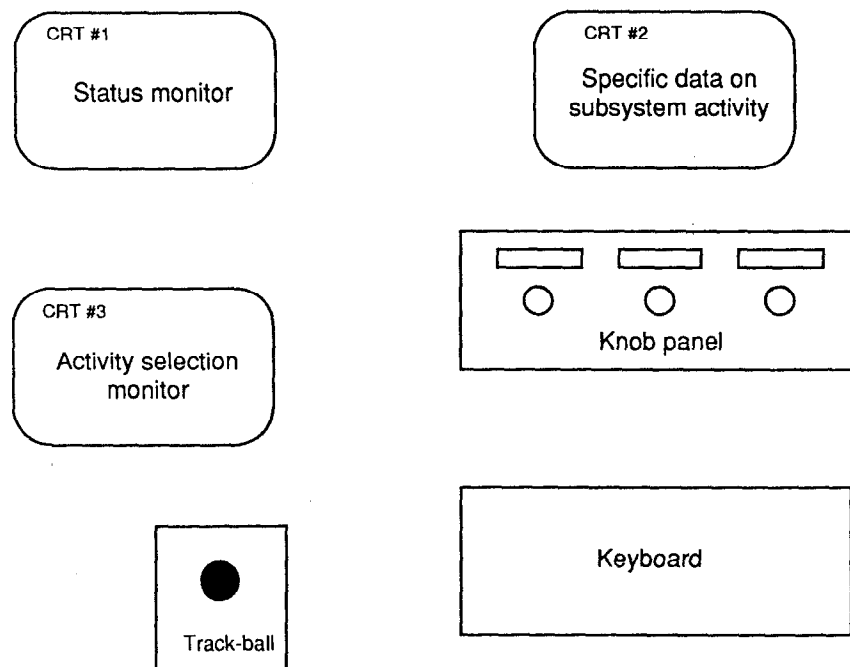 CRT #1
Status monitor
CRT #2
Specific data on
subsystem activity
Knob panel
CRT #3
Activity selection
monitor
Keyboard
Track-ball